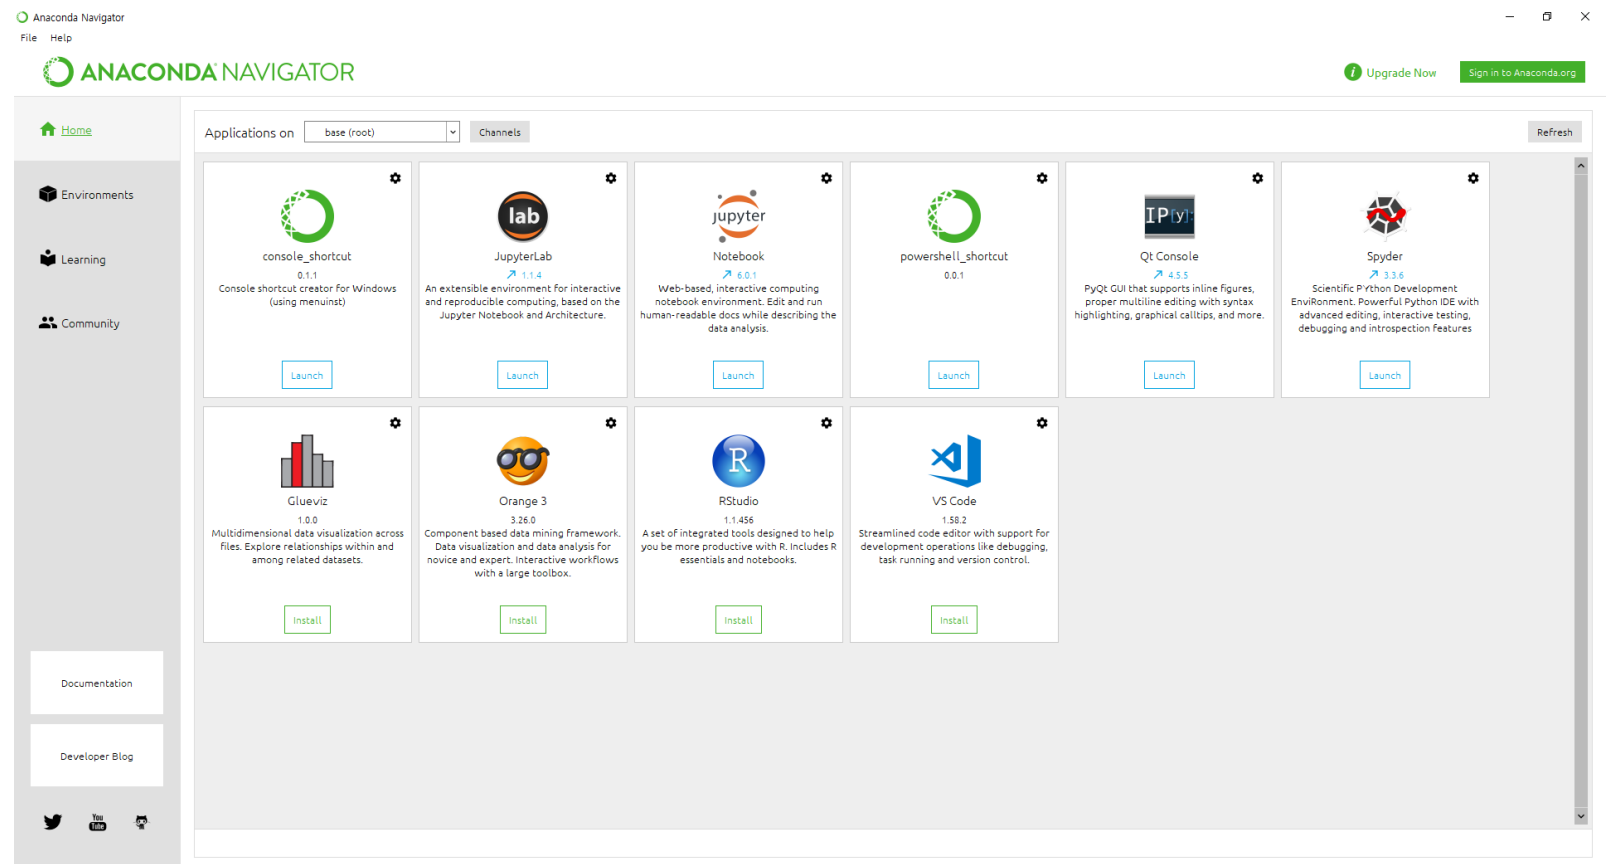 Anaconda Navigator
File Help
ANACONDA NAVIGATOR
i Upgrade Now
Sign in to Anaconda.org
Home
Environments
Learning
Community
Documentation
Developer Blog
You
Tube
Applications on base (root) Channels Refresh
console_shortcut
0.1.1
Console shortcut creator for Windows
(using menuinst)
Launch
lab
JupyterLab
1.1.4
An extensible environment for interactive
and reproducible computing, based on the
Jupyter Notebook and Architecture.
Launch
jupyter
Notebook
6.0.1
Web-based, interactive computing
notebook environment. Edit and run
human-readable docs while describing the
data analysis.
Launch
powershell_shortcut
0.0.1
Launch
IP[y]:
Qt Console
4.5.5
PyQt GUI that supports inline figures,
proper multiline editing with syntax
highlighting, graphical calltips, and more.
Launch
Spyder
3.3.6
Scientific PYthon Development
EnviRonment. Powerful Python IDE with
advanced editing, interactive testing,
debugging and introspection features
Launch
Glueviz
1.0.0
Multidimensional data visualization across
files. Explore relationships within and
among related datasets.
Install
Orange 3
3.26.0
Component based data mining framework.
Data visualization and data analysis for
novice and expert. Interactive workflows
with a large toolbox.
Install
R
RStudio
1.1.456
A set of integrated tools designed to help
you be more productive with R. Includes R
essentials and notebooks.
Install
VS Code
1.58.2
Streamlined code editor with support for
development operations like debugging,
task running and version control.
Install